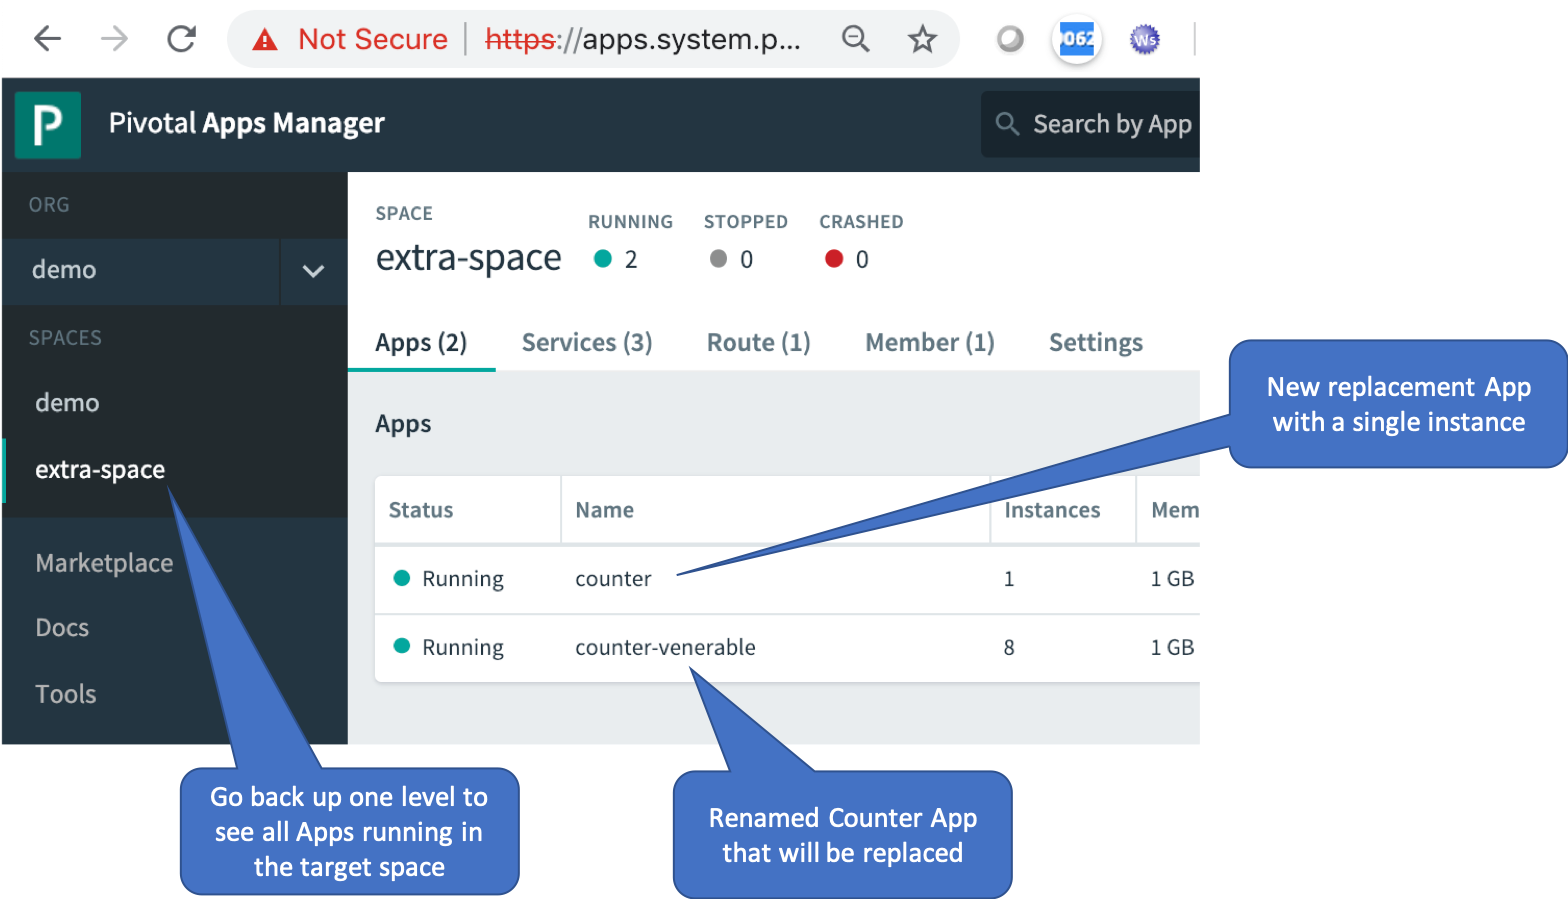 Not Secure | https://apps.system.p...
062
Ws
P
Pivotal Apps Manager
Search by App
ORG
demo
SPACES
demo
extra-space
Marketplace
Docs
Tools
SPACE
extra-space
RUNNING
2
STOPPED
0
CRASHED
0
Apps (2)
Services (3)
Route (1)
Member (1)
Settings
Apps
Status Name Instances Mem
Running counter 1 1 GB
Running counter-venerable 8 1 GB
New replacement App
with a single instance
Go back up one level to
see all Apps running in
the target space
Renamed Counter App
that will be replaced